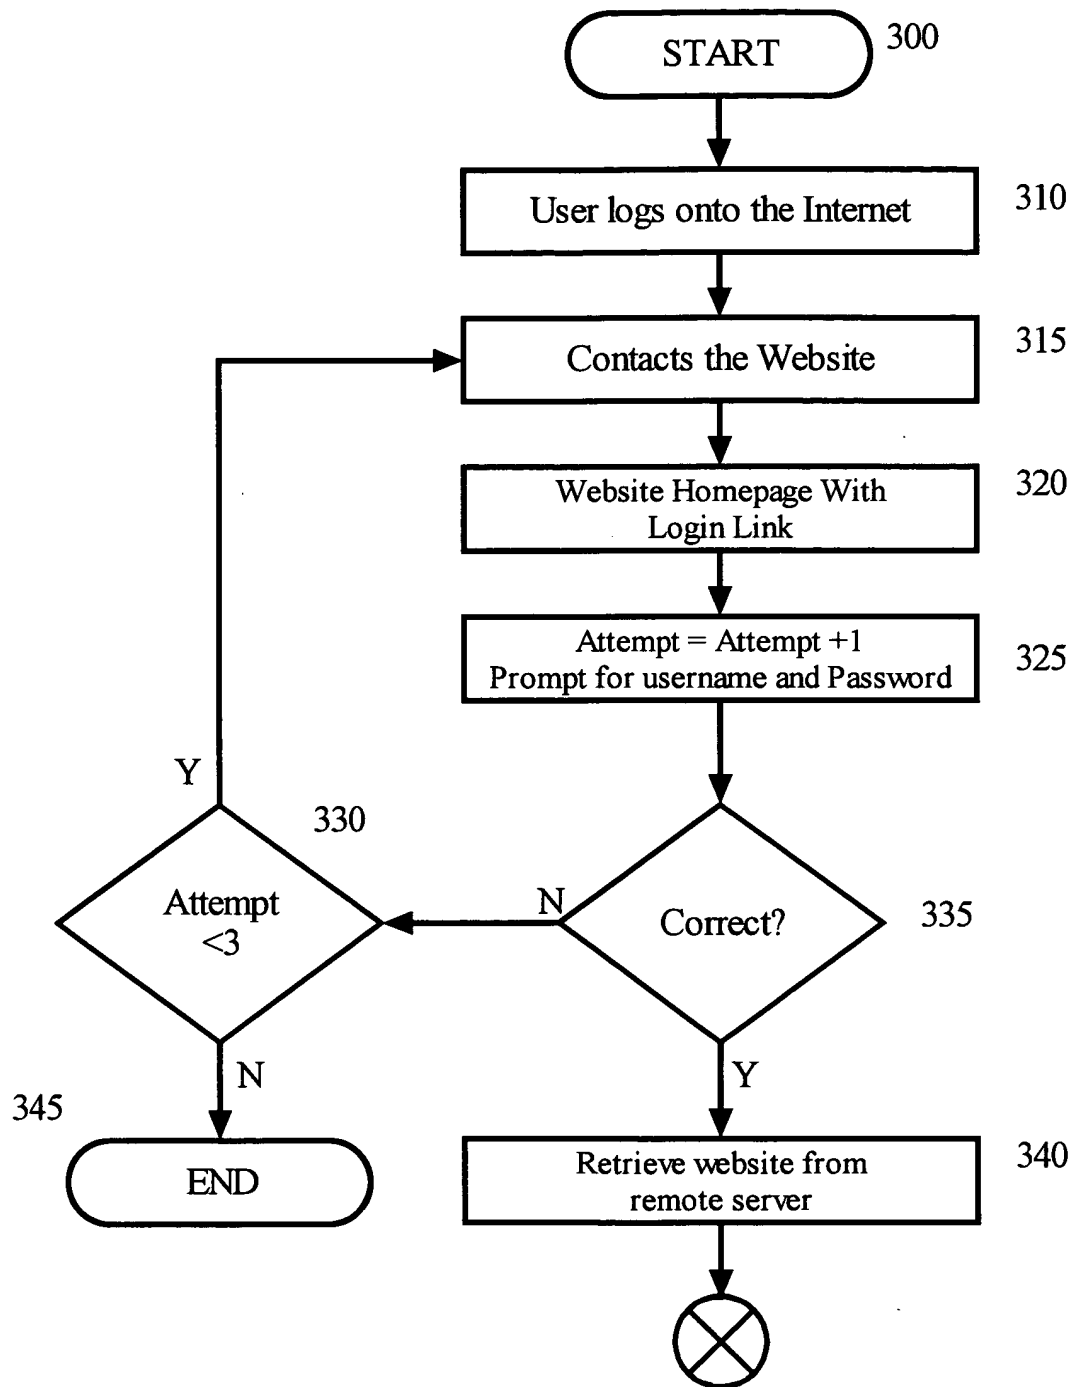 START
300
User logs onto the Internet
310
Contacts the Website
315
Website Homepage With
Login Link
320
Attempt = Attempt +1
Prompt for username and Password
325
Y
330
Attempt
<3
N
Correct?
335
N
Y
345
END
Retrieve website from
remote server
340